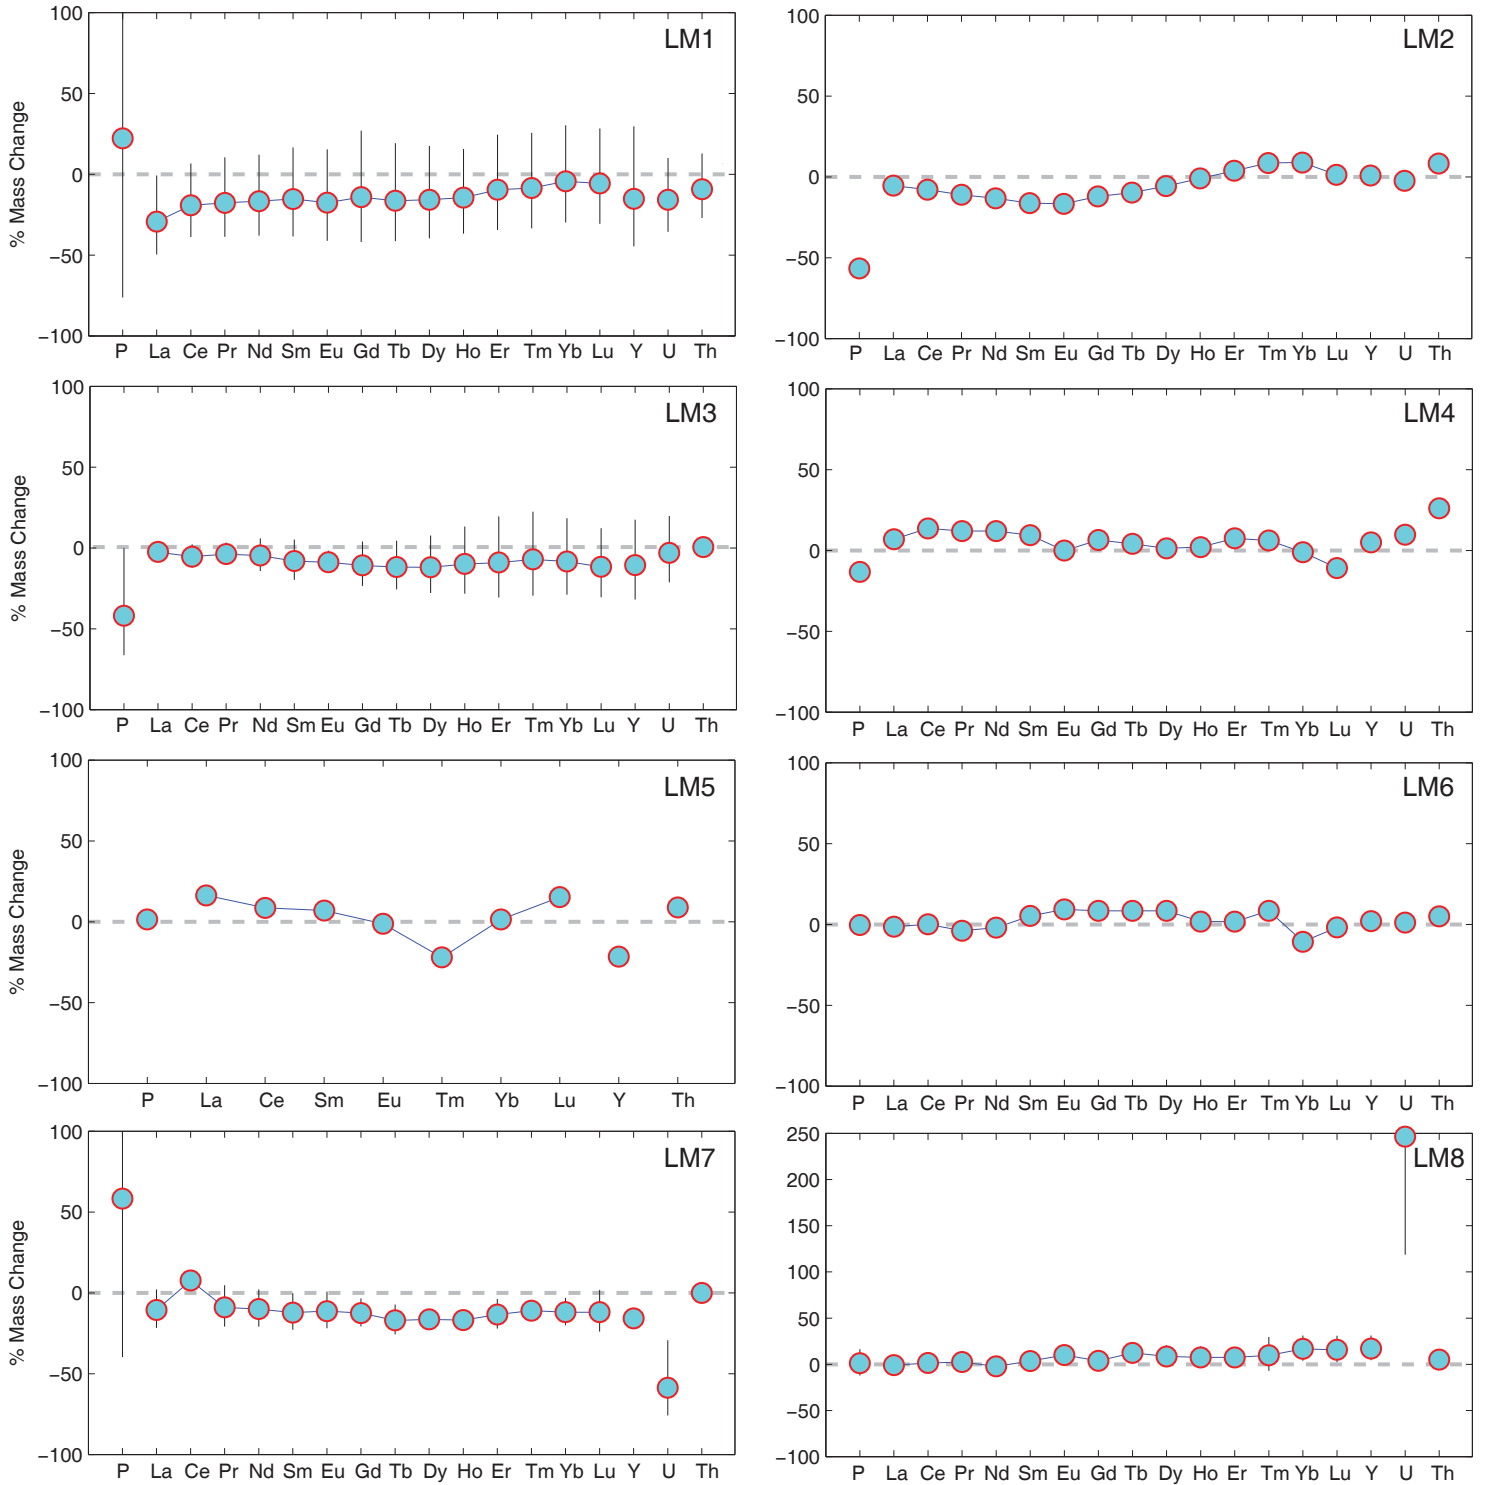 LM1
% Mass Change
100
50
0
−50
−100
P La Ce Pr Nd Sm Eu Gd Tb Dy Ho Er Tm Yb Lu Y U Th
LM2
100
50
0
−50
−100
P La Ce Pr Nd Sm Eu Gd Tb Dy Ho Er Tm Yb Lu Y U Th
LM3
% Mass Change
100
50
0
−50
−100
P La Ce Pr Nd Sm Eu Gd Tb Dy Ho Er Tm Yb Lu Y U Th
LM4
100
50
0
−50
−100
P La Ce Pr Nd Sm Eu Gd Tb Dy Ho Er Tm Yb Lu Y U Th
LM5
% Mass Change
100
50
0
−50
−100
P La Ce Sm Eu Tm Yb Lu Y Th
LM6
100
50
0
−50
−100
P La Ce Pr Nd Sm Eu Gd Tb Dy Ho Er Tm Yb Lu Y U Th
LM7
% Mass Change
100
50
0
−50
−100
P La Ce Pr Nd Sm Eu Gd Tb Dy Ho Er Tm Yb Lu Y U Th
LM8
250
200
150
100
50
0
−50
−100
P La Ce Pr Nd Sm Eu Gd Tb Dy Ho Er Tm Yb Lu Y U Th